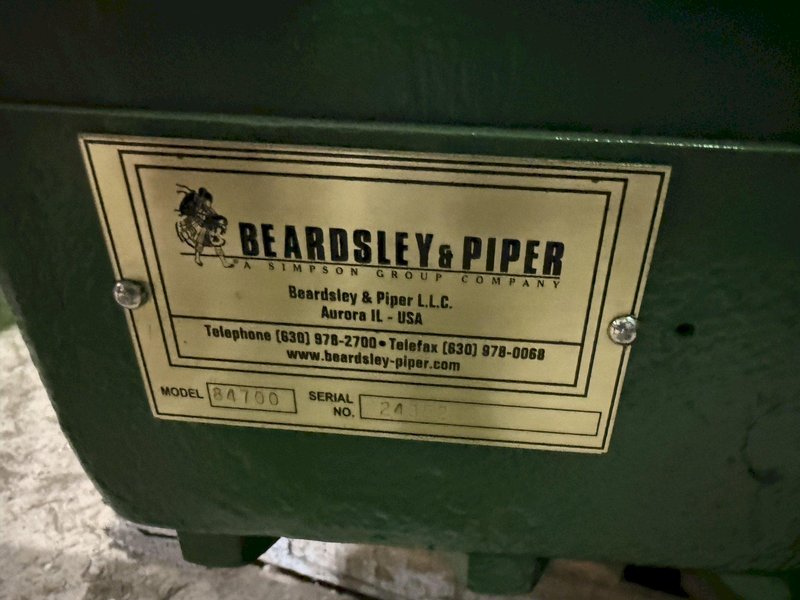 BEARDSLEY & PIPER
A SIMPSON GROUP COMPANY
Beardsley & Piper L.L.C.
Aurora IL - USA
Telephone (630) 978-2700 • Telefax (630) 978-0068
www.beardsley-piper.com
MODEL 84700 SERIAL NO.